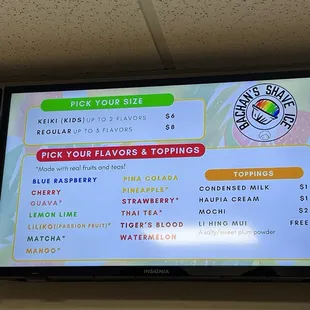 PICK YOUR SIZE
KEIKI (KIDS) UP TO 2 FLAVORS $6
REGULAR UP TO 3 FLAVORS $8
BACHAN'S SHAVE ICE
PICK YOUR FLAVORS & TOPPINGS
*Made with real fruits and teas!
BLUE RASPBERRY
CHERRY
GUAVA*
LEMON LIME
LILIKOI (PASSION FRUIT)*
MATCHA*
MANGO*
PINA COLADA
PINEAPPLE*
STRAWBERRY*
THAI TEA*
TIGER'S BLOOD
WATERMELON
TOPPINGS
CONDENSED MILK $1
HAUPIA CREAM $1
MOCHI $2
LI HING MUI FREE
A salty/sweet plum powder
INSIGNIA